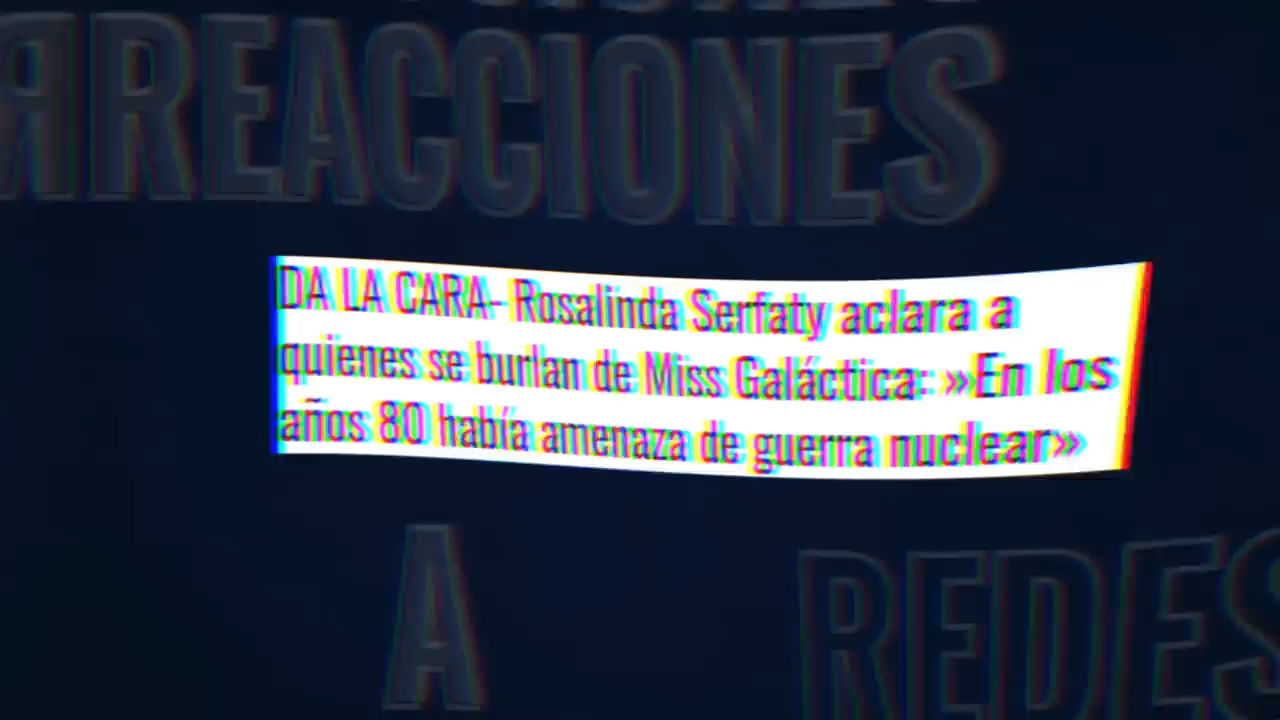 REACCIONES
DA LA CARA- Rosalinda Serfaty aclara a
quienes se burlan de Miss Galáctica: »En los
años 80 había amenaza de guerra nuclear»
A REDES